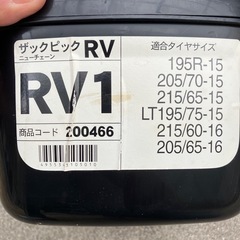 ザックピック RV
ニューチェーン
RV1
商品コード 200466
適合タイヤサイズ
195R-15
205/70-15
215/65-15
LT195/75-15
215/60-16
205/65-16